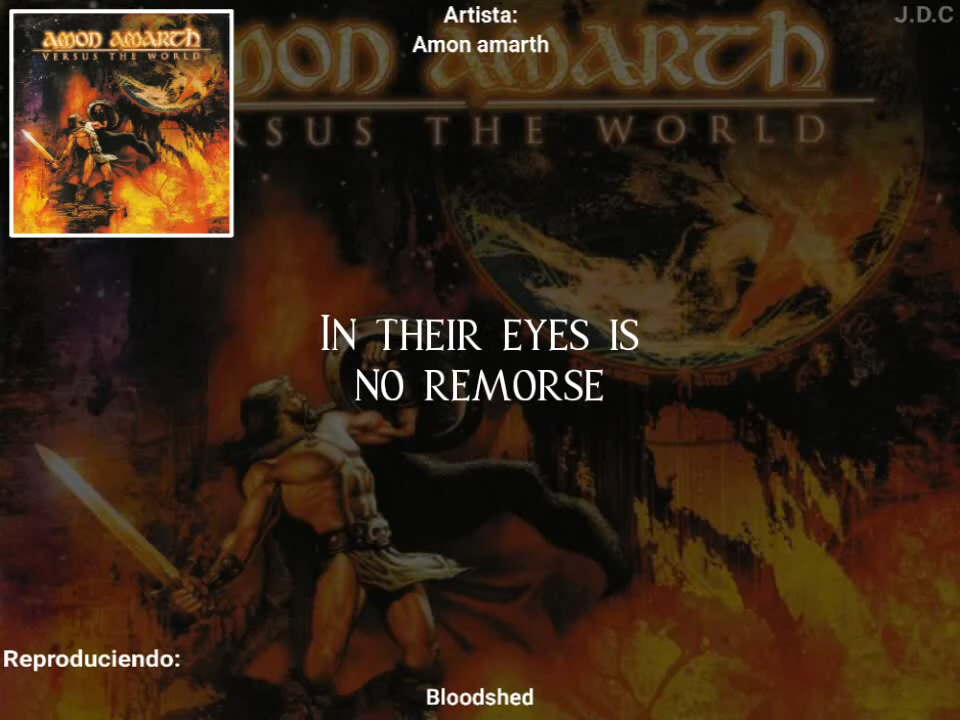 AMON AMARTH
VERSUS THE WORLD
Artista:
Amon amarth
J.D.C
AMON AMARTH
RSUS THE WORLD
In their eyes is
no remorse
Reproduciendo:
Bloodshed